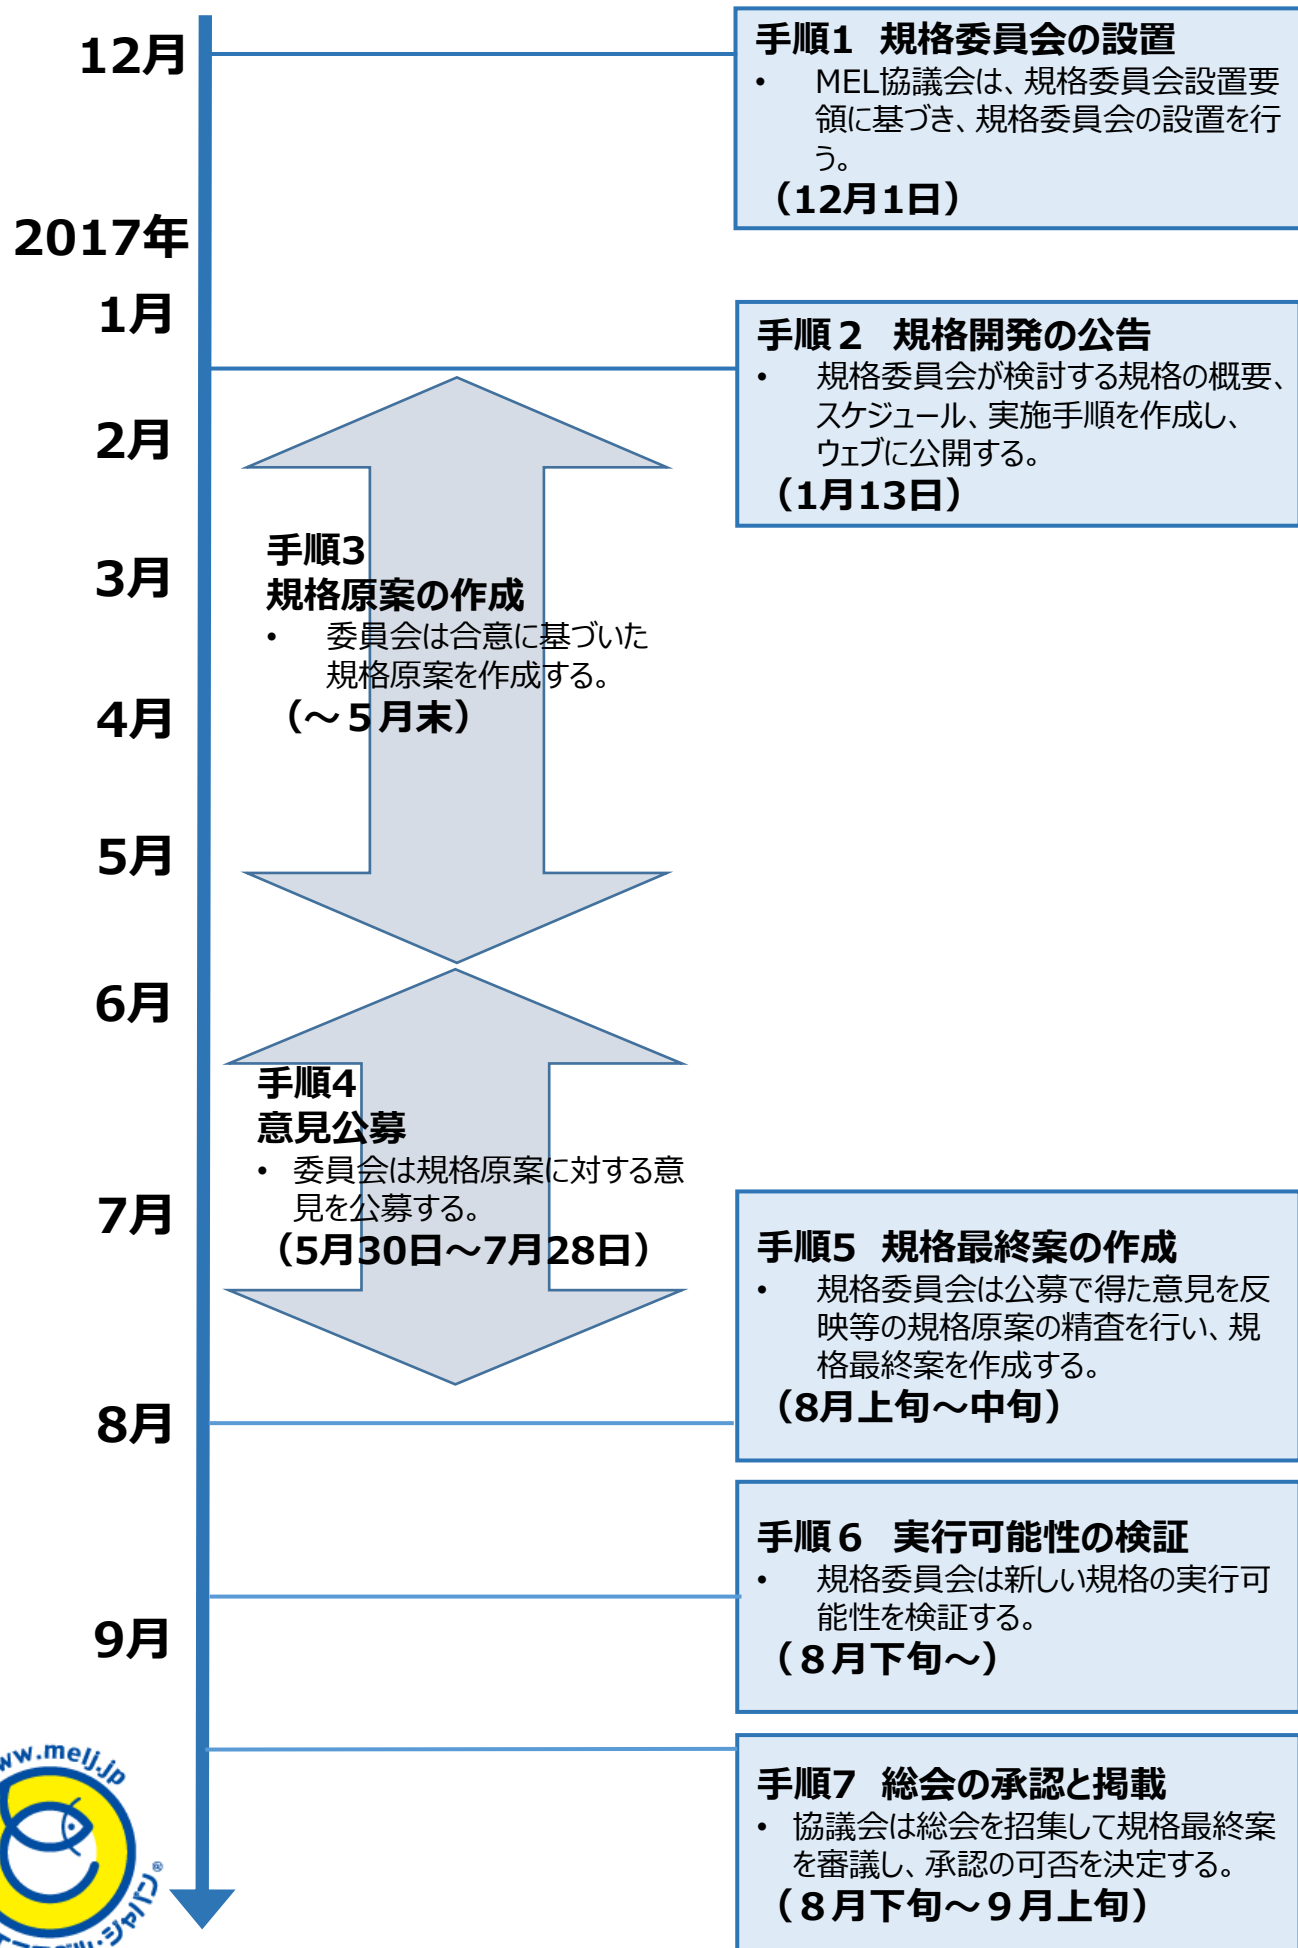 12月
手順1 規格委員会の設置
• MEL協議会は、規格委員会設置要
領に基づき、規格委員会の設置を行
う。
（12月1日）
2017年
1月
手順２ 規格開発の公告
• 規格委員会が検討する規格の概要、
スケジュール、実施手順を作成し、
ウェブに公開する。
（1月13日）
2月
3月
手順3
規格原案の作成
• 委員会は合意に基づいた
規格原案を作成する。
（～５月末）
4月
5月
6月
手順4
意見公募
• 委員会は規格原案に対する意
見を公募する。
（5月30日～7月28日）
7月
手順5 規格最終案の作成
• 規格委員会は公募で得た意見を反
映等の規格原案の精査を行い、規
格最終案を作成する。
（8月上旬～中旬）
8月
手順６ 実行可能性の検証
• 規格委員会は新しい規格の実行可
能性を検証する。
（８月下旬～）
9月
手順7 総会の承認と掲載
• 協議会は総会を招集して規格最終案
を審議し、承認の可否を決定する。
（８月下旬～９月上旬）
ww.melj.jp
ジャパン®